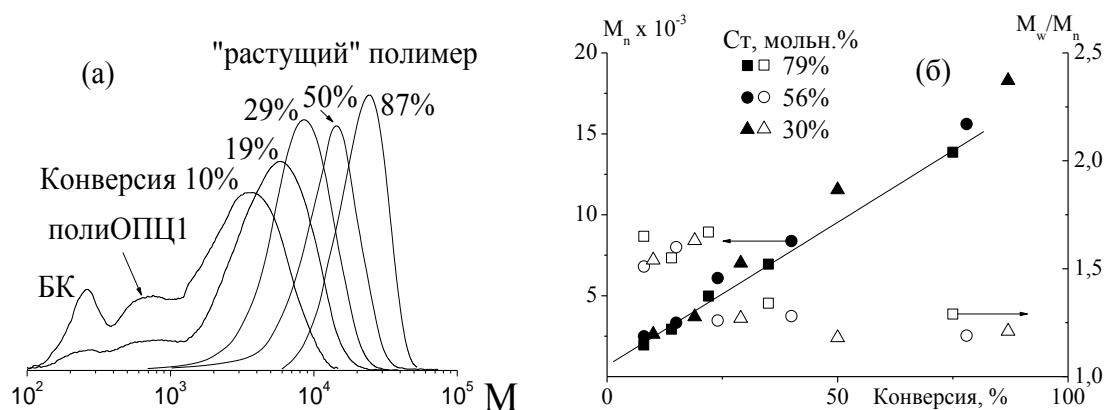 (а)
"растущий" полимер
29%
50%
87%
19%
Конверсия 10%
полиОПЦ1
БК
10² 10³ 10⁴ 10⁵ M
Mₙ x 10⁻³
(б)
M_w/Mₙ
Ст, мольн.%
79%
56%
30%
20
15
10
5
2,5
2,0
1,5
1,0
0 50 100
Конверсия, %